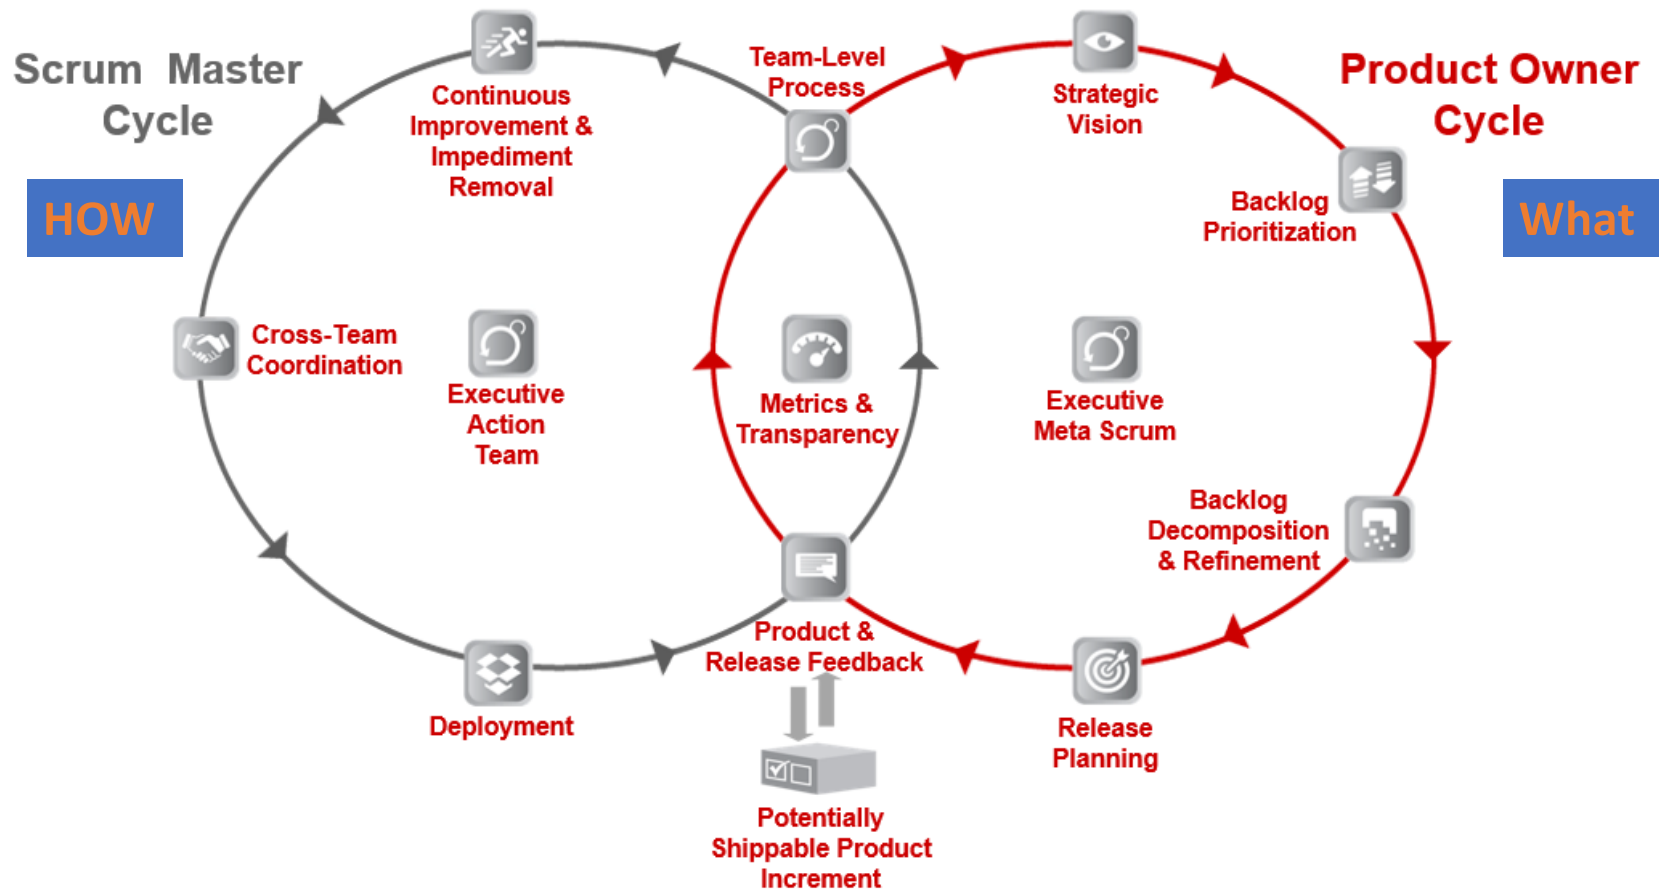 Scrum Master
Cycle
HOW
Continuous
Improvement &
Impediment
Removal
Team-Level
Process
Strategic
Vision
Product Owner
Cycle
What
Backlog
Prioritization
Cross-Team
Coordination
Executive
Action
Team
Metrics &
Transparency
Executive
Meta Scrum
Backlog
Decomposition
& Refinement
Deployment
Product &
Release Feedback
Release
Planning
Potentially
Shippable Product
Increment